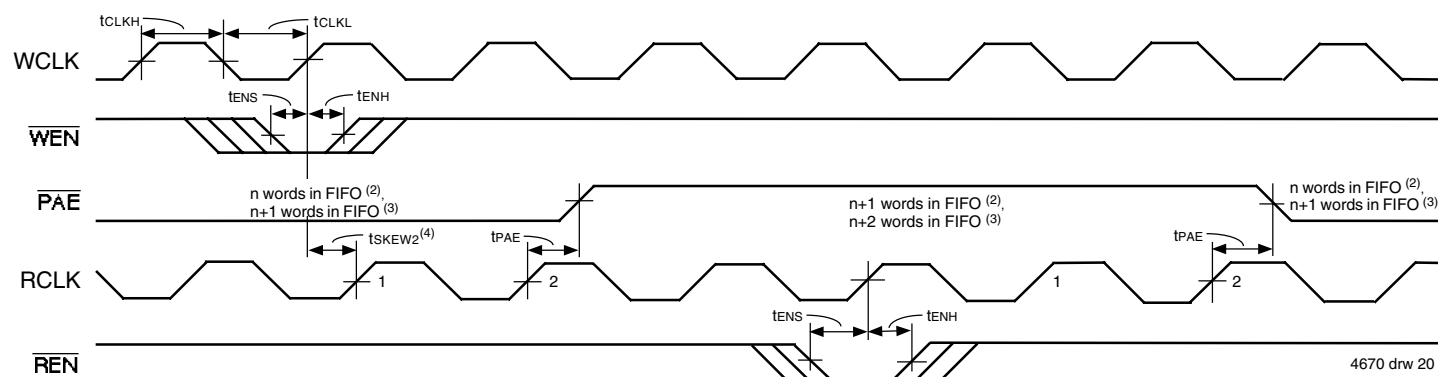 tCLKH tCLKL
WCLK
tENS tENH
WEN
PAE
n words in FIFO (2),
n+1 words in FIFO (3)
n+1 words in FIFO (2),
n+2 words in FIFO (3)
n words in FIFO (2),
n+1 words in FIFO (3)
tSKEW2(4) tPAE tPAE
RCLK 1 2 1 2
tENS tENH
REN
4670 drw 20